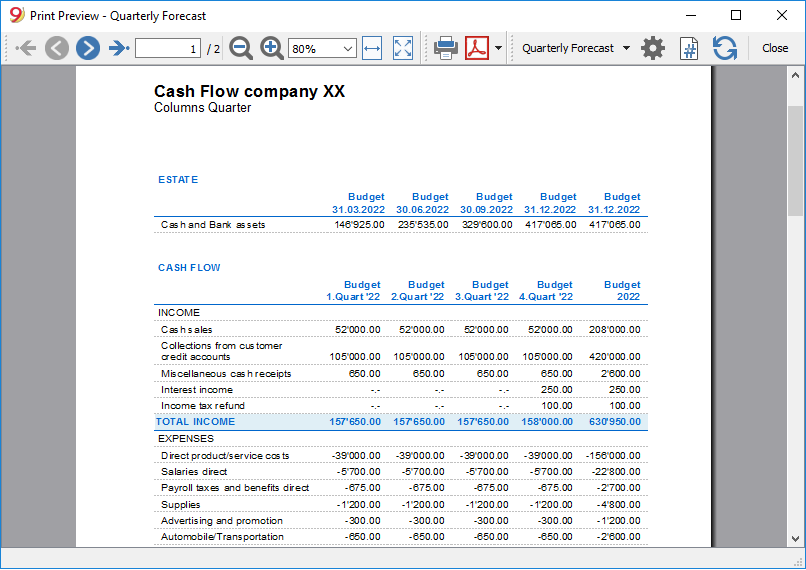 Print Preview - Quarterly Forecast
1 / 2 80% Quarterly Forecast Close
Cash Flow company XX
Columns Quarter
ESTATE
Budget Budget Budget Budget Budget
31.03.2022 30.06.2022 30.09.2022 31.12.2022 31.12.2022
Cash and Bank assets 146'925.00 235'535.00 329'600.00 417'065.00 417'065.00
CASH FLOW
Budget Budget Budget Budget Budget
1.Quart '22 2.Quart '22 3.Quart '22 4.Quart '22 2022
INCOME
Cash sales 52'000.00 52'000.00 52'000.00 52'000.00 208'000.00
Collections from customer
credit accounts 105'000.00 105'000.00 105'000.00 105'000.00 420'000.00
Miscellaneous cash receipts 650.00 650.00 650.00 650.00 2'600.00
Interest income -.- -.- -.- 250.00 250.00
Income tax refund -.- -.- -.- 100.00 100.00
TOTAL INCOME 157'650.00 157'650.00 157'650.00 158'000.00 630'950.00
EXPENSES
Direct product/service costs -39'000.00 -39'000.00 -39'000.00 -39'000.00 -156'000.00
Salaries direct -5'700.00 -5'700.00 -5'700.00 -5'700.00 -22'800.00
Payroll taxes and benefits direct -675.00 -675.00 -675.00 -675.00 -2'700.00
Supplies -1'200.00 -1'200.00 -1'200.00 -1'200.00 -4'800.00
Advertising and promotion -300.00 -300.00 -300.00 -300.00 -1'200.00
Automobile/Transportation -650.00 -650.00 -650.00 -650.00 -2'600.00